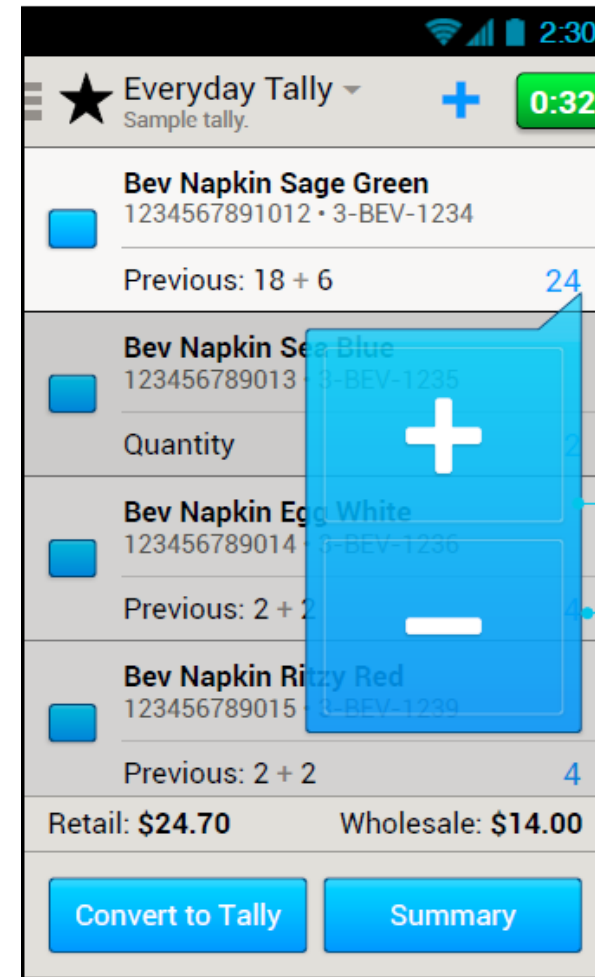 2:30
Everyday Tally
Sample tally.
0:32
Bev Napkin Sage Green
1234567891012 • 3-BEV-1234
Previous: 18 + 6 24
Bev Napkin Sea Blue
123456789013 • 3-BEV-1235
Quantity 2
Bev Napkin Egg White
123456789014 • 3-BEV-1236
Previous: 2 + 2 4
Bev Napkin Ritzy Red
123456789015 • 3-BEV-1239
Previous: 2 + 2 4
Retail: $24.70 Wholesale: $14.00
Convert to Tally Summary